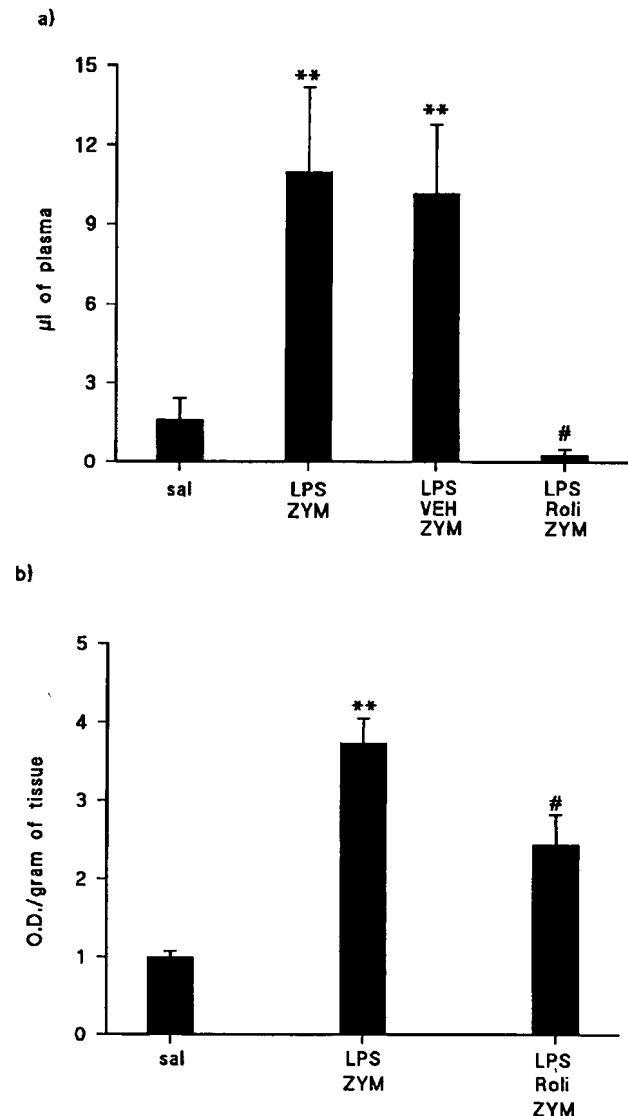 a)
15
12
9
6
3
0
µl of plasma
**
**
#
sal
LPS
ZYM
LPS
VEH
ZYM
LPS
Roli
ZYM
b)
5
4
3
2
1
0
O.D./gram of tissue
**
#
sal
LPS
ZYM
LPS
Roli
ZYM